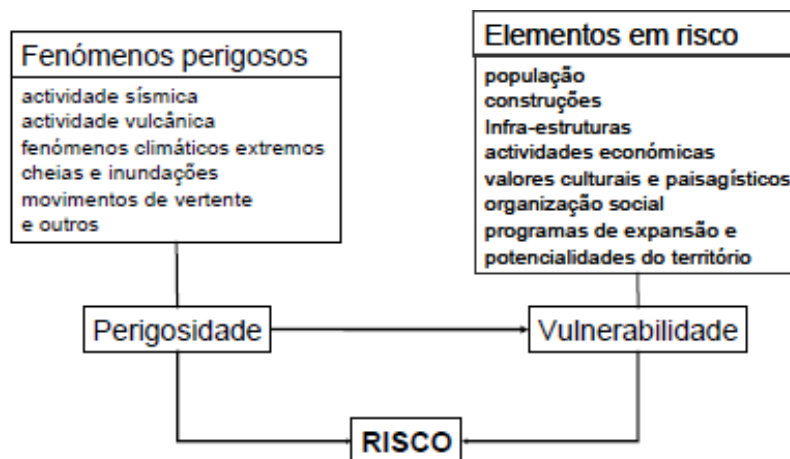 Fenómenos perigosos
actividade sísmica
actividade vulcânica
fenómenos climáticos extremos
cheias e inundações
movimentos de vertente
e outros
Elementos em risco
população
construções
Infra-estruturas
actividades económicas
valores culturais e paisagísticos
organização social
programas de expansão e
potencialidades do território
Perigosidade
Vulnerabilidade
RISCO